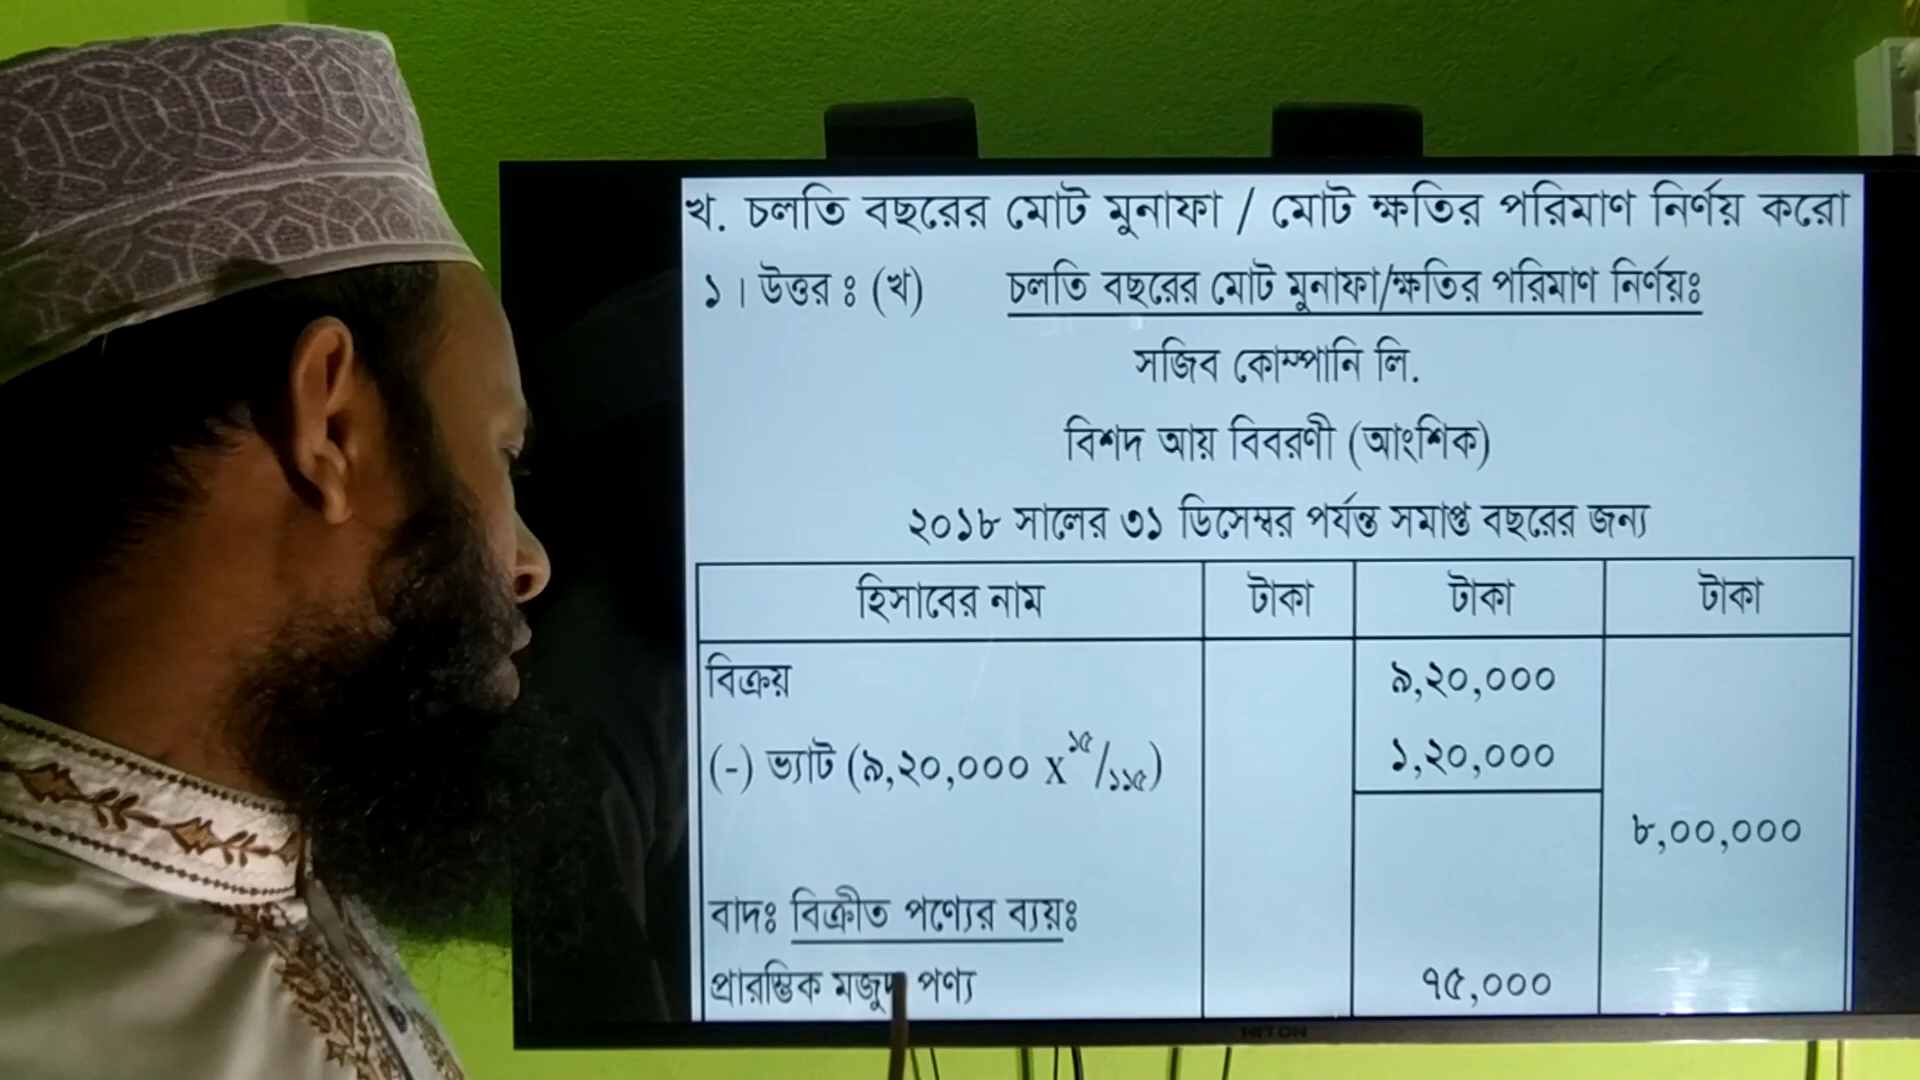 খ. চলতি বছরের মোট মুনাফা / মোট ক্ষতির পরিমাণ নির্ণয় করো
১। উত্তর ঃ (খ) চলতি বছরের মোট মুনাফা/ক্ষতির পরিমাণ নির্ণয়ঃ
সজিব কোম্পানি লি.
বিশদ আয় বিবরণী (আংশিক)
২০১৮ সালের ৩১ ডিসেম্বর পর্যন্ত সমাপ্ত বছরের জন্য
হিসাবের নাম টাকা টাকা টাকা
বিক্রয় ৯,২০,০০০
(-) ভ্যাট (৯,২০,০০০ x ১৫/১১৫) ১,২০,০০০
৮,০০,০০০
বাদঃ বিক্রীত পণ্যের ব্যয়ঃ
প্রারম্ভিক মজুদ পণ্য ৭৫,০০০
HITON